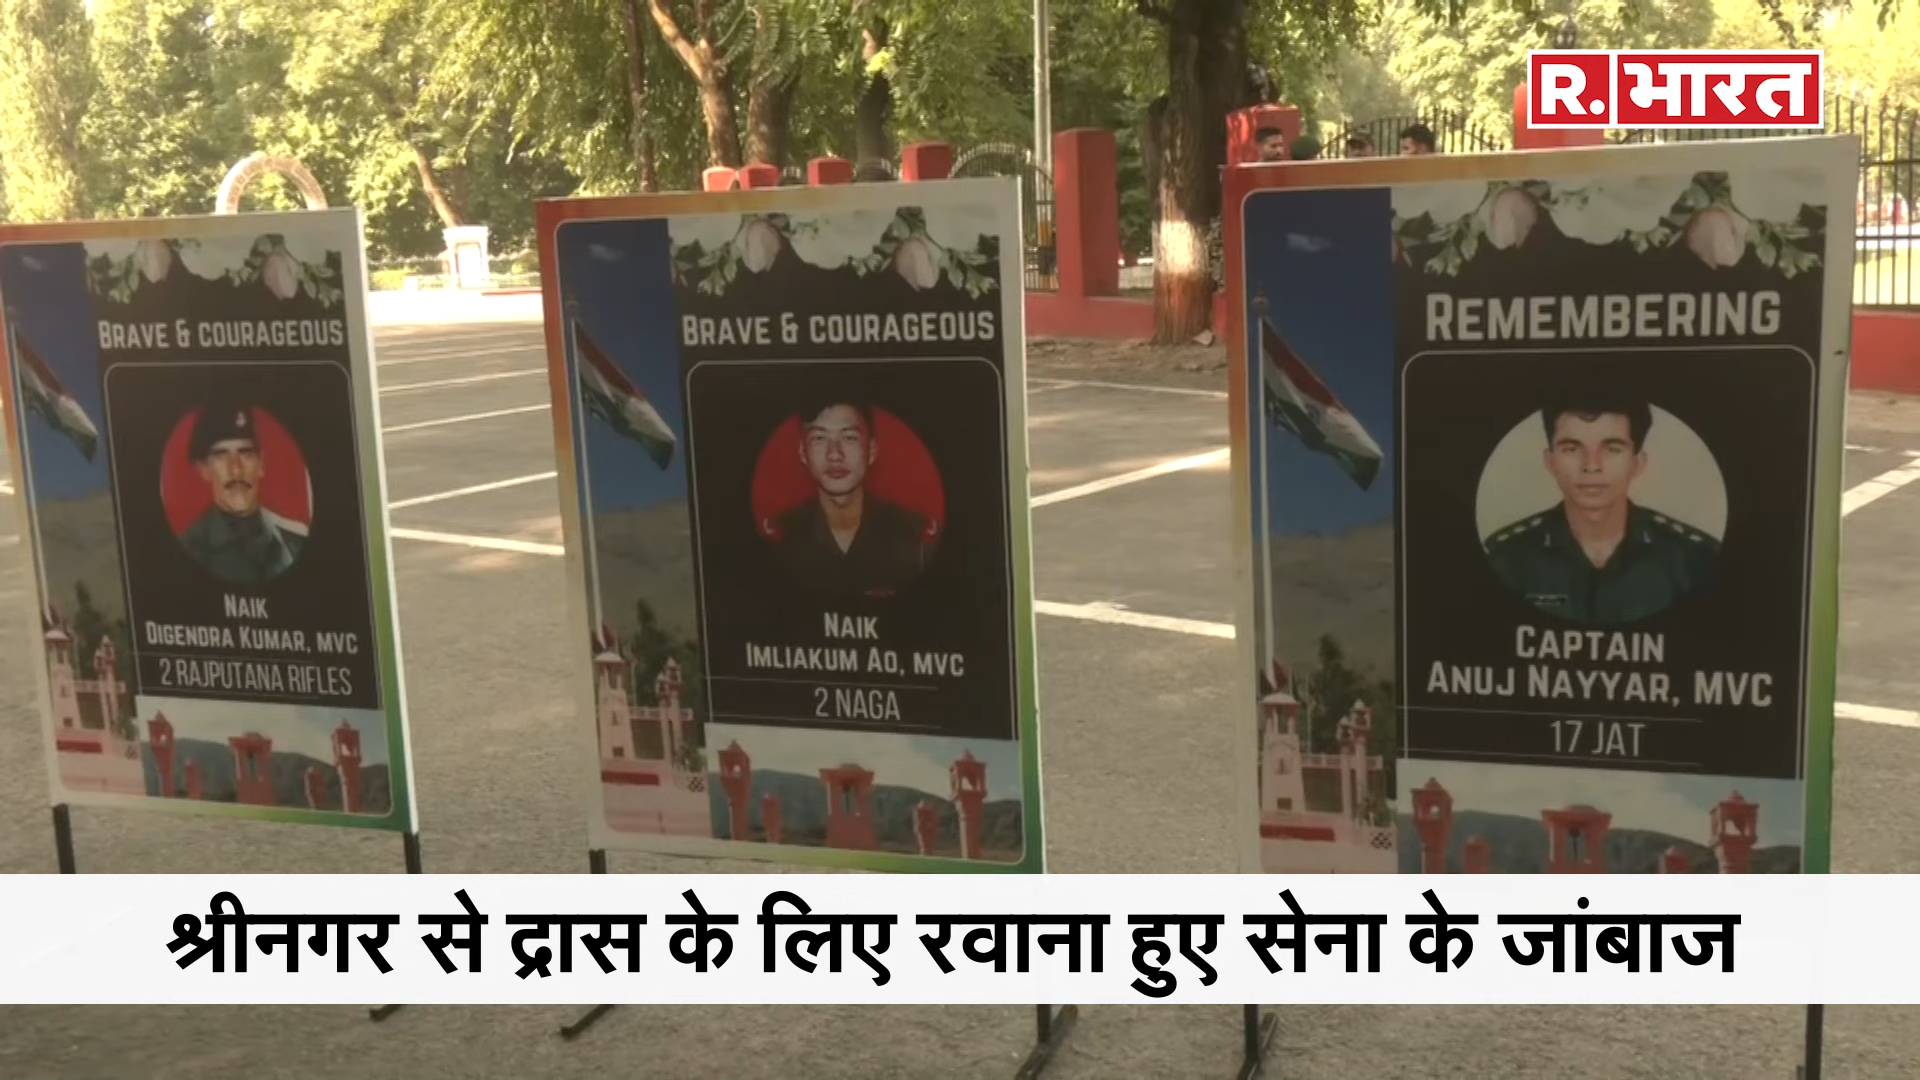 R. भारत
BRAVE & COURAGEOUS
NAIK
DIGENDRA KUMAR, MVC
2 RAJPUTANA RIFLES
BRAVE & COURAGEOUS
NAIK
IMLIAKUM AO, MVC
2 NAGA
REMEMBERING
CAPTAIN
ANUJ NAYYAR, MVC
17 JAT
श्रीनगर से द्रास के लिए रवाना हुए सेना के जांबाज